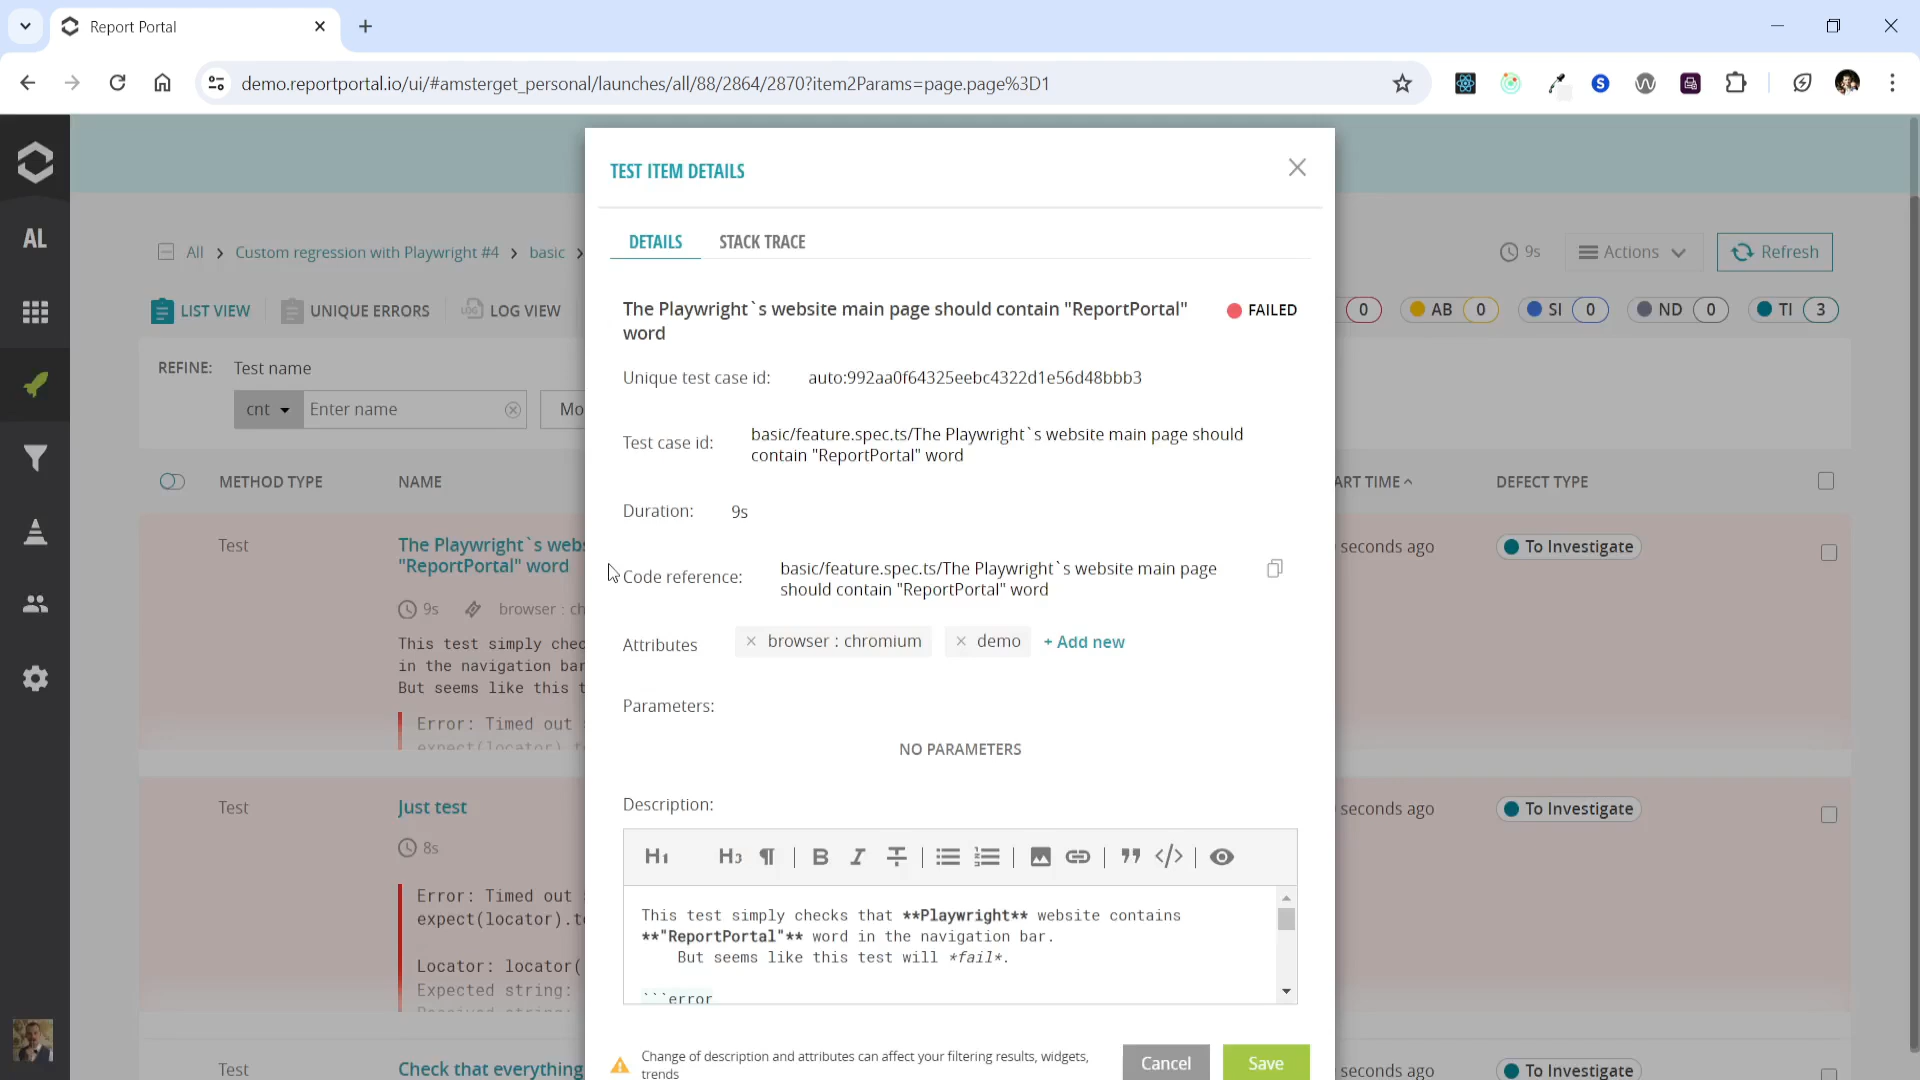 Report Portal
demo.reportportal.io/ui/#amsterget_personal/launches/all/88/2864/2870?item2Params=page.page%3D1
AL
All
Custom regression with Playwright #4
basic
9s
Actions
Refresh
LIST VIEW
UNIQUE ERRORS
LOG VIEW
0
AB 0
SI 0
ND 0
TI 3
REFINE:
Test name
cnt
Enter name
Mo
METHOD TYPE
NAME
ART TIME
DEFECT TYPE
Test
The Playwright`s webs
"ReportPortal" word
9s
browser : ch
This test simply chec
in the navigation bar
But seems like this t
Error: Timed out
expect(locator).to
seconds ago
To Investigate
Test
Just test
8s
Error: Timed out
expect(locator).to
Locator: locator(
Expected string:
Received string:
seconds ago
To Investigate
Test
Check that everything
seconds ago
To Investigate
TEST ITEM DETAILS
DETAILS
STACK TRACE
The Playwright`s website main page should contain "ReportPortal"
word
FAILED
Unique test case id:
auto:992aa0f64325eebc4322d1e56d48bbb3
Test case id:
basic/feature.spec.ts/The Playwright`s website main page should
contain "ReportPortal" word
Duration:
9s
Code reference:
basic/feature.spec.ts/The Playwright`s website main page
should contain "ReportPortal" word
Attributes
browser : chromium
demo
+ Add new
Parameters:
NO PARAMETERS
Description:
H1 H3
This test simply checks that **Playwright** website contains
**"ReportPortal"** word in the navigation bar.
But seems like this test will *fail*.
```error
Change of description and attributes can affect your filtering results, widgets,
trends
Cancel
Save